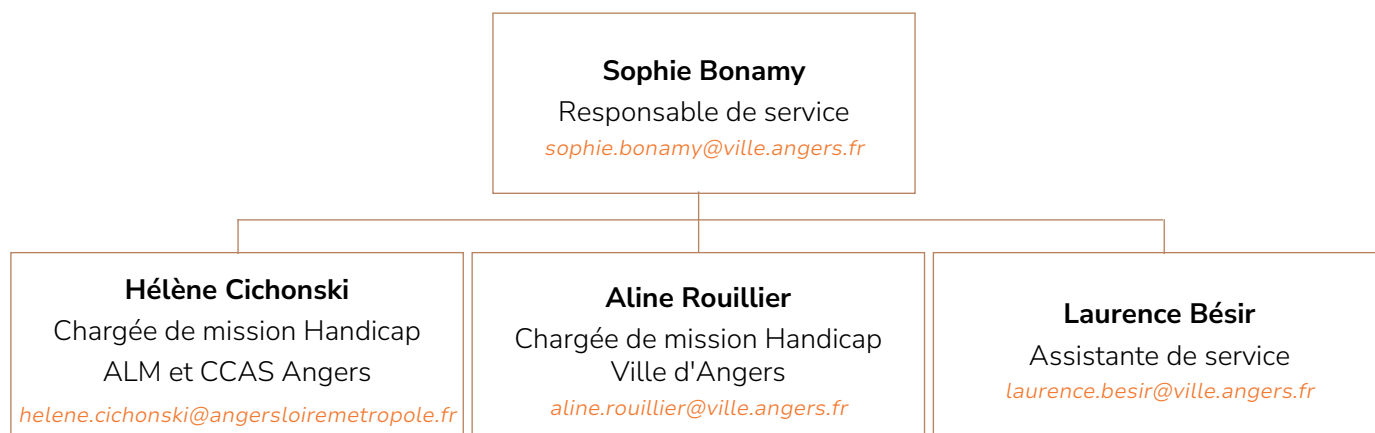 Sophie Bonamy
Responsable de service
sophie.bonamy@ville.angers.fr
Hélène Cichonski
Chargée de mission Handicap
ALM et CCAS Angers
helene.cichonski@angersloiremetropole.fr
Aline Rouillier
Chargée de mission Handicap
Ville d'Angers
aline.rouillier@ville.angers.fr
Laurence Bésir
Assistante de service
laurence.besir@ville.angers.fr